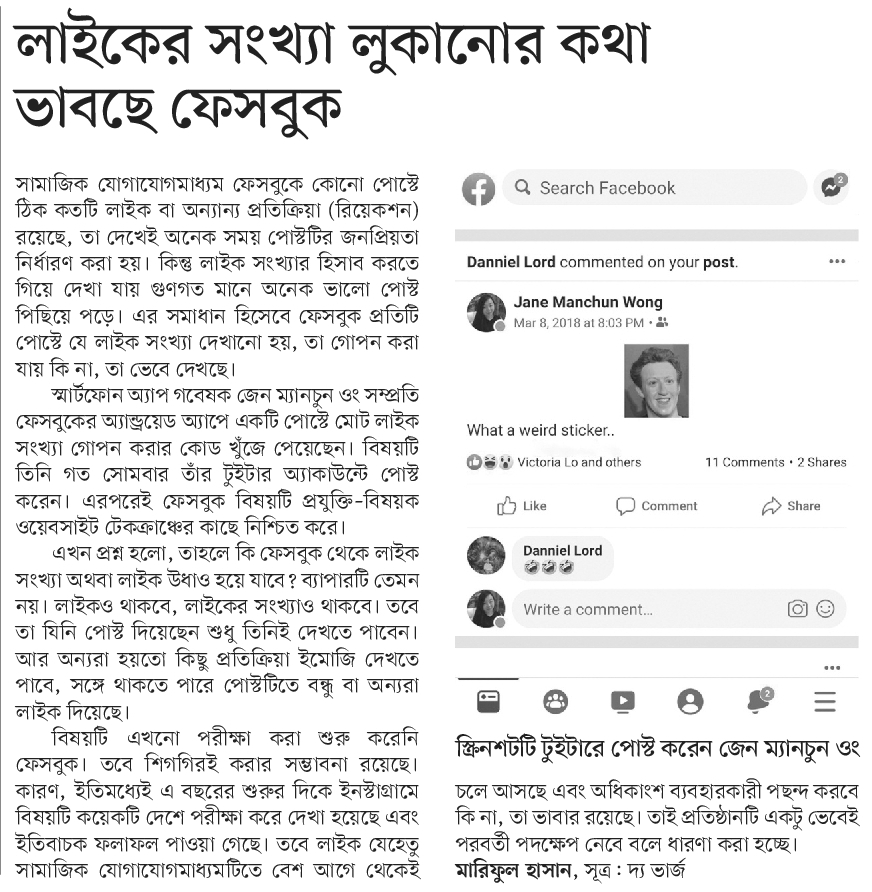 লাইকের সংখ্যা লুকানোর কথা
ভাবছে ফেসবুক
সামাজিক যোগাযোগমাধ্যম ফেসবুকে কোনো পোস্টে
ঠিক কতটি লাইক বা অন্যান্য প্রতিক্রিয়া (রিয়েকশন)
রয়েছে, তা দেখেই অনেক সময় পোস্টটির জনপ্রিয়তা
নির্ধারণ করা হয়। কিন্তু লাইক সংখ্যার হিসাব করতে
গিয়ে দেখা যায় গুণগত মানে অনেক ভালো পোস্ট
পিছিয়ে পড়ে। এর সমাধান হিসেবে ফেসবুক প্রতিটি
পোস্টে যে লাইক সংখ্যা দেখানো হয়, তা গোপন করা
যায় কি না, তা ভেবে দেখছে।
স্মার্টফোন অ্যাপ গবেষক জেন ম্যানচুন ওং সম্প্রতি
ফেসবুকের অ্যান্ড্রয়েড অ্যাপে একটি পোস্টে মোট লাইক
সংখ্যা গোপন করার কোড খুঁজে পেয়েছেন। বিষয়টি
তিনি গত সোমবার তাঁর টুইটার অ্যাকাউন্টে পোস্ট
করেন। এরপরেই ফেসবুক বিষয়টি প্রযুক্তি-বিষয়ক
ওয়েবসাইট টেকক্রাঞ্চের কাছে নিশ্চিত করে।
এখন প্রশ্ন হলো, তাহলে কি ফেসবুক থেকে লাইক
সংখ্যা অথবা লাইক উধাও হয়ে যাবে? ব্যাপারটি তেমন
নয়। লাইকও থাকবে, লাইকের সংখ্যাও থাকবে। তবে
তা যিনি পোস্ট দিয়েছেন শুধু তিনিই দেখতে পাবেন।
আর অন্যরা হয়তো কিছু প্রতিক্রিয়া ইমোজি দেখতে
পাবে, সঙ্গে থাকতে পারে পোস্টটিতে বন্ধু বা অন্যরা
লাইক দিয়েছে।
বিষয়টি এখনো পরীক্ষা করা শুরু করেনি
ফেসবুক। তবে শিগগিরই করার সম্ভাবনা রয়েছে।
কারণ, ইতিমধ্যেই এ বছরের শুরুর দিকে ইনস্টাগ্রামে
বিষয়টি কয়েকটি দেশে পরীক্ষা করে দেখা হয়েছে এবং
ইতিবাচক ফলাফল পাওয়া গেছে। তবে লাইক যেহেতু
সামাজিক যোগাযোগমাধ্যমটিতে বেশ আগে থেকেই
Search Facebook
2
Danniel Lord commented on your post.
Jane Manchun Wong
Mar 8, 2018 at 8:03 PM •
What a weird sticker..
Victoria Lo and others 11 Comments • 2 Shares
Like Comment Share
Danniel Lord
Write a comment...
2
স্ক্রিনশটটি টুইটারে পোস্ট করেন জেন ম্যানচুন ওং
চলে আসছে এবং অধিকাংশ ব্যবহারকারী পছন্দ করবে
কি না, তা ভাবার রয়েছে। তাই প্রতিষ্ঠানটি একটু ভেবেই
পরবর্তী পদক্ষেপ নেবে বলে ধারণা করা হচ্ছে।
মারিফুল হাসান, সূত্র : দ্য ভার্জ